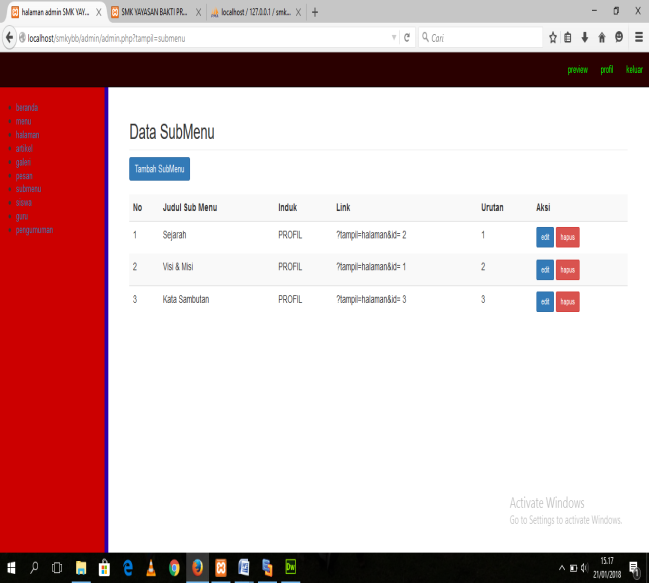 halaman admin SMK YAY...
SMK YAYASAN BAKTI PR...
localhost / 127.0.0.1 / smk...
localhost/smkybb/admin/admin.php?tampil=submenu
Cari
preview profil keluar
beranda
menu
halaman
artikel
galeri
pesan
submenu
siswa
guru
pengumuman
Data SubMenu
Tambah SubMenu
No Judul Sub Menu Induk Link Urutan Aksi
1 Sejarah PROFIL ?tampil=halaman&id= 2 1 edit hapus
2 Visi & Misi PROFIL ?tampil=halaman&id= 1 2 edit hapus
3 Kata Sambutan PROFIL ?tampil=halaman&id= 3 3 edit hapus
Activate Windows
Go to Settings to activate Windows.
Dw
15.17
21/01/2018